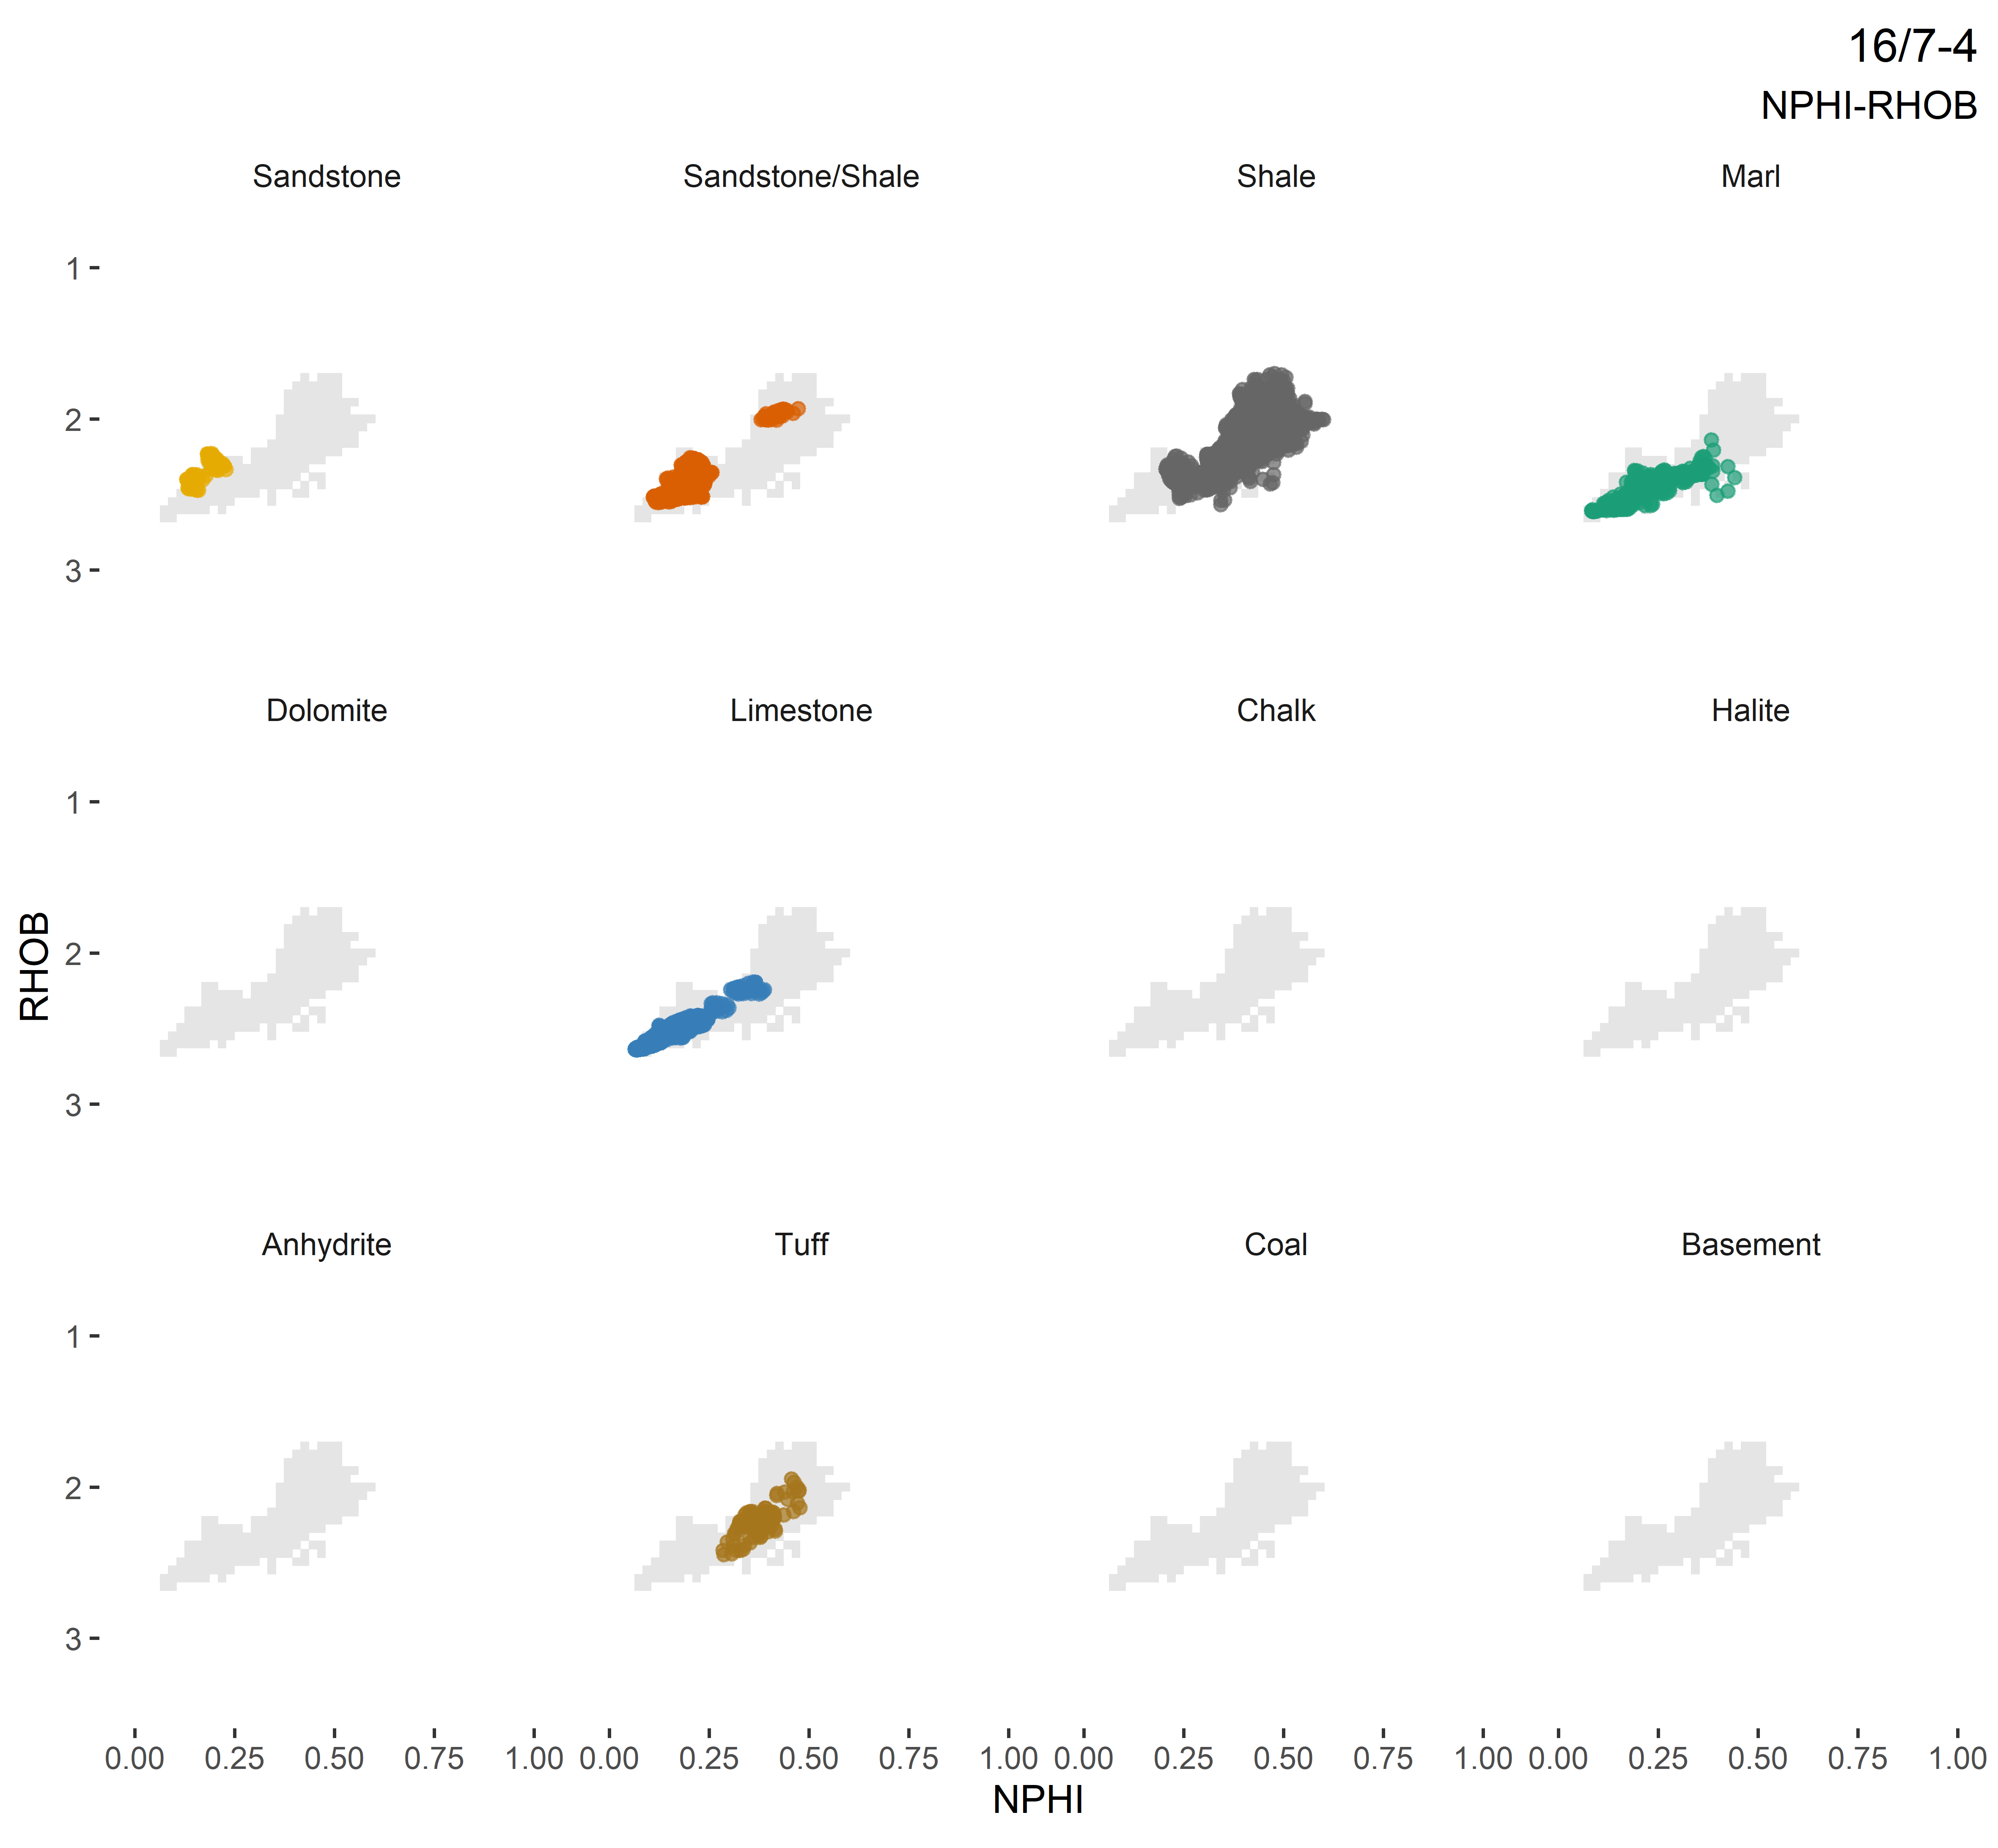 16/7-4
NPHI-RHOB
Sandstone Sandstone/Shale Shale Marl
1
2
3
Dolomite Limestone Chalk Halite
1
2
3
RHOB
Anhydrite Tuff Coal Basement
1
2
3
0.00 0.25 0.50 0.75 1.00 0.00 0.25 0.50 0.75 1.00 0.00 0.25 0.50 0.75 1.00 0.00 0.25 0.50 0.75 1.00
NPHI